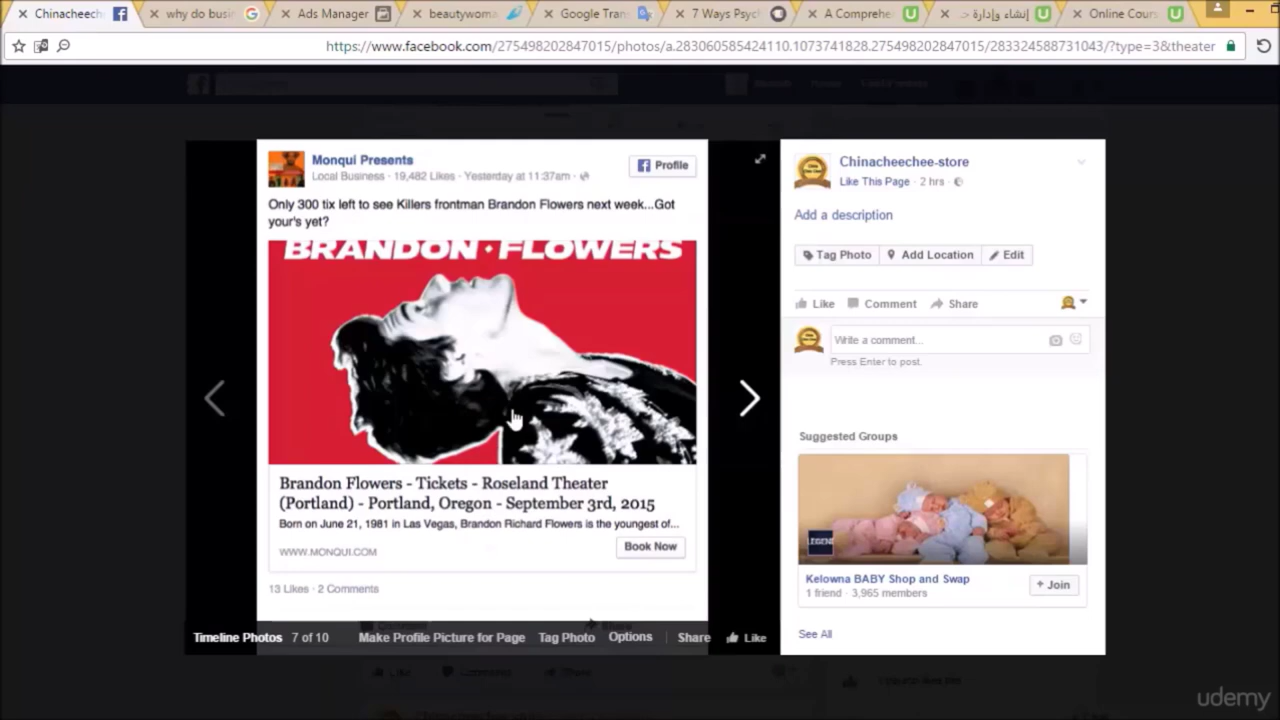 Chinacheech
why do busi
Ads Manager
beautywoma
Google Tran
7 Ways Psyc
A Comprehe
إنشاء وإدارة حـ
Online Cour
https://www.facebook.com/275498202847015/photos/a.283060585424110.1073741828.275498202847015/283324588731043/?type=3&theater
Monqui Presents
Local Business · 19,482 Likes · Yesterday at 11:37am ·
Profile
Only 300 tix left to see Killers frontman Brandon Flowers next week...Got
your's yet?
BRANDON · FLOWERS
Brandon Flowers - Tickets - Roseland Theater
(Portland) - Portland, Oregon - September 3rd, 2015
Born on June 21, 1981 in Las Vegas, Brandon Richard Flowers is the youngest of...
WWW.MONQUI.COM
Book Now
13 Likes · 2 Comments
Timeline Photos 7 of 10 Make Profile Picture for Page Tag Photo Options Share Like
Chinacheechee-store
Like This Page · 2 hrs ·
Add a description
Tag Photo Add Location Edit
Like Comment Share
Write a comment...
Press Enter to post.
Suggested Groups
LEGEND
Kelowna BABY Shop and Swap
1 friend · 3,965 members
+ Join
See All
udemy